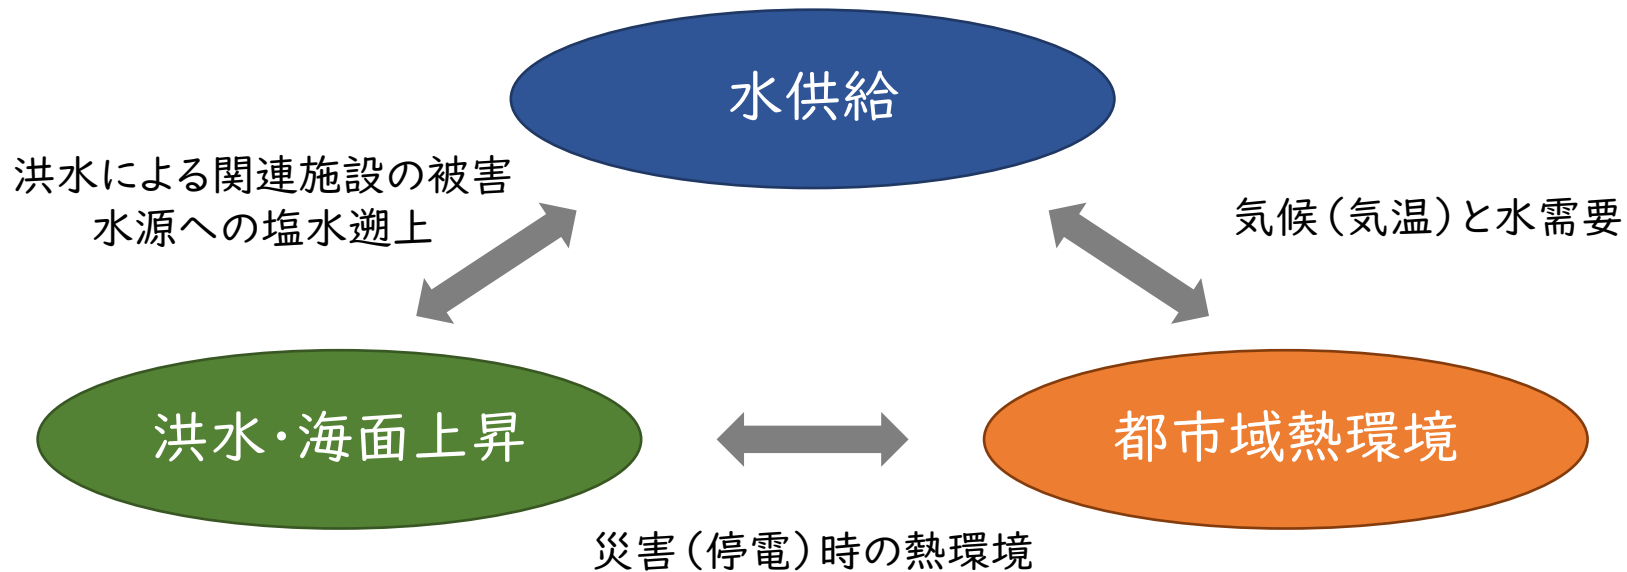 水供給
洪水による関連施設の被害
水源への塩水遡上
気候(気温)と水需要
洪水・海面上昇
都市域熱環境
災害(停電)時の熱環境